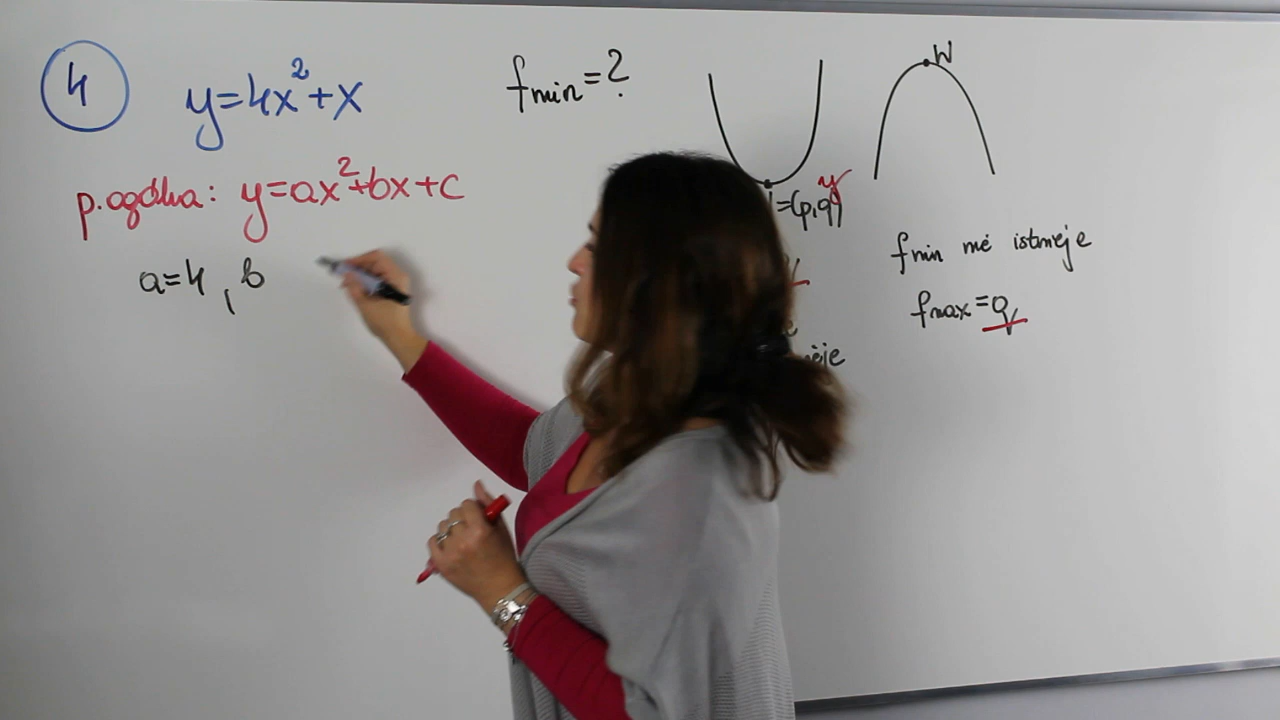 4
y=4x²+x
p. ogólna: y=ax²+bx+c
a=4, b
fmin=?
W
=(p,q)
y
fmin nie istnieje
fmax=q